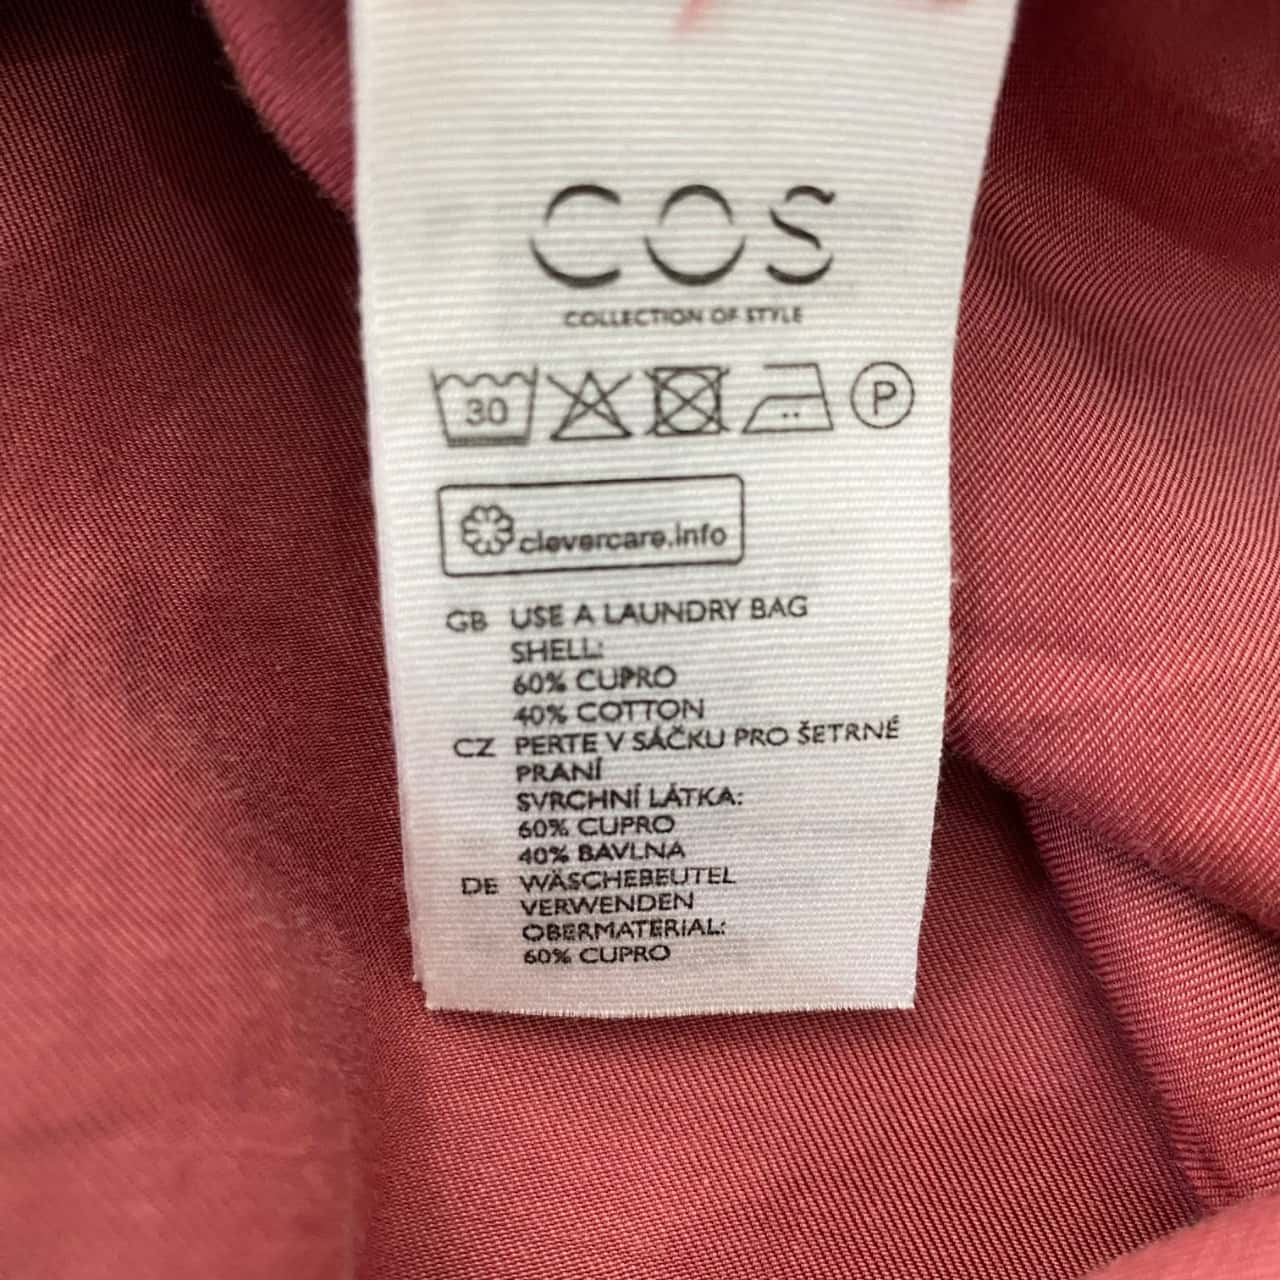 COS
COLLECTION OF STYLE
30 P
clevercare.info
GB USE A LAUNDRY BAG
SHELL:
60% CUPRO
40% COTTON
CZ PERTE V SÁČKU PRO ŠETRNÉ
PRANÍ
SVRCHNÍ LÁTKA:
60% CUPRO
40% BAVLNA
DE WÄSCHEBEUTEL
VERWENDEN
OBERMATERIAL:
60% CUPRO